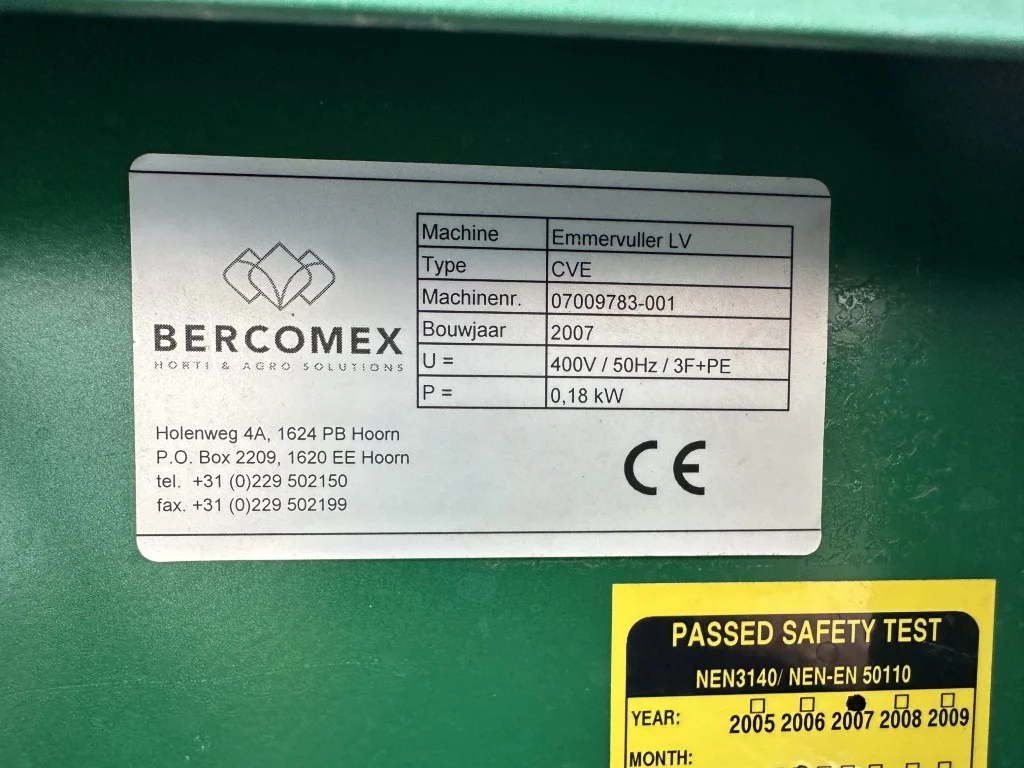 Machine Emmervuller LV
Type CVE
Machinenr. 07009783-001
Bouwjaar 2007
U = 400V / 50Hz / 3F+PE
P = 0,18 kW
BERCOMEX
HORTI & AGRO SOLUTIONS
Holenweg 4A, 1624 PB Hoorn
P.O. Box 2209, 1620 EE Hoorn
tel. +31 (0)229 502150
fax. +31 (0)229 502199
CE
PASSED SAFETY TEST
NEN3140/ NEN-EN 50110
YEAR: 2005 2006 2007 2008 2009
MONTH: